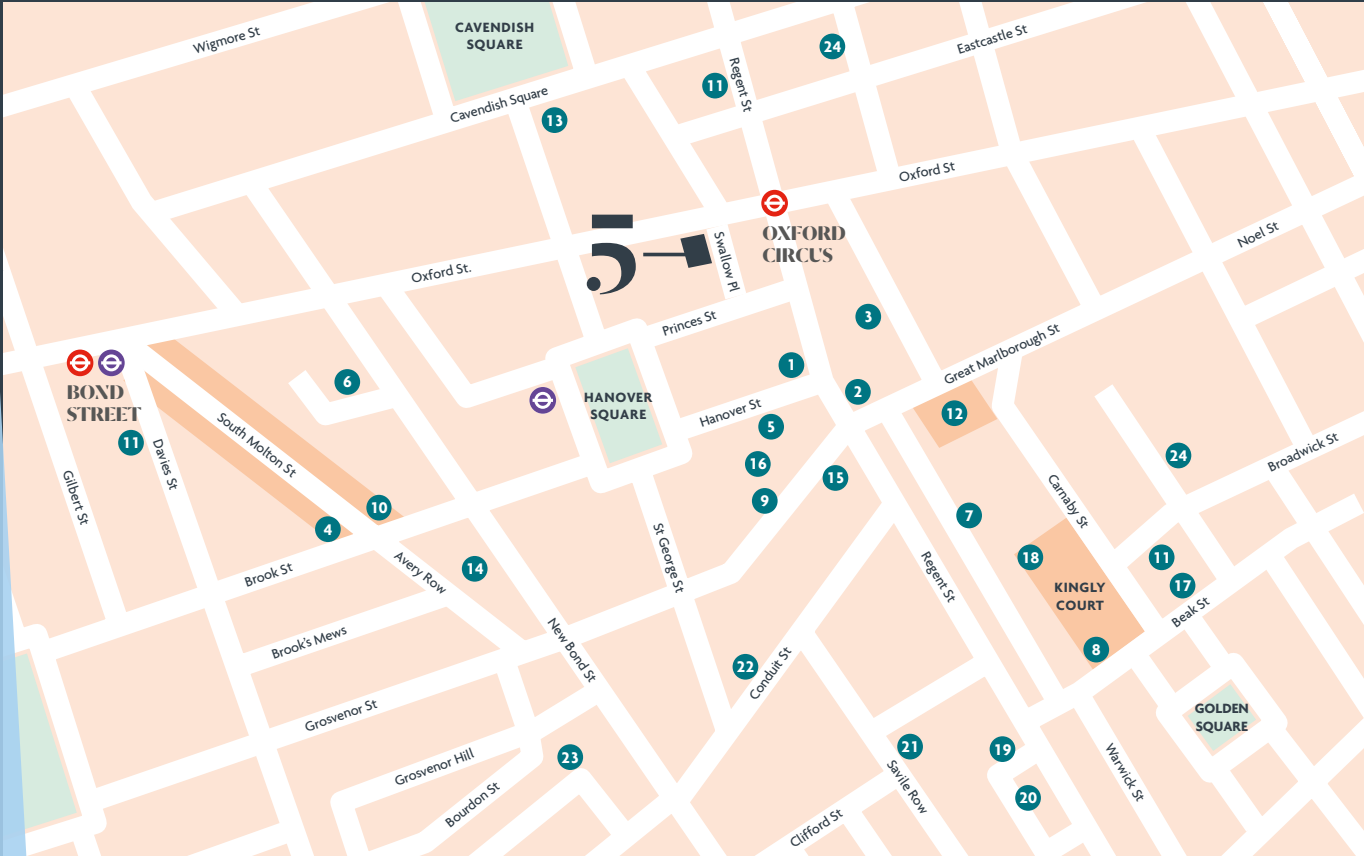 CAVENDISH
SQUARE
Wigmore St
Eastcastle St
24
Regent St
11
Cavendish Square
13
Oxford St
OXFORD
CIRCUS
Swallow Pl
5
Noel St
Oxford St.
Princes St
3
Great Marlborough St
1
BOND
STREET
6
HANOVER
SQUARE
2
Hanover St
12
5
11
South Molton St
Davies St
Gilbert St
16
15
24
Broadwick St
9
10
4
Carnaby St
7
St George St
18
11
Brook St
Avery Row
14
Regent St
KINGLY
COURT
17
Beak St
Brook's Mews
New Bond St
8
22
Conduit St
Grosvenor St
GOLDEN
SQUARE
21
19
Grosvenor Hill
23
Savile Row
Warwick St
20
Bourdon St
Clifford St